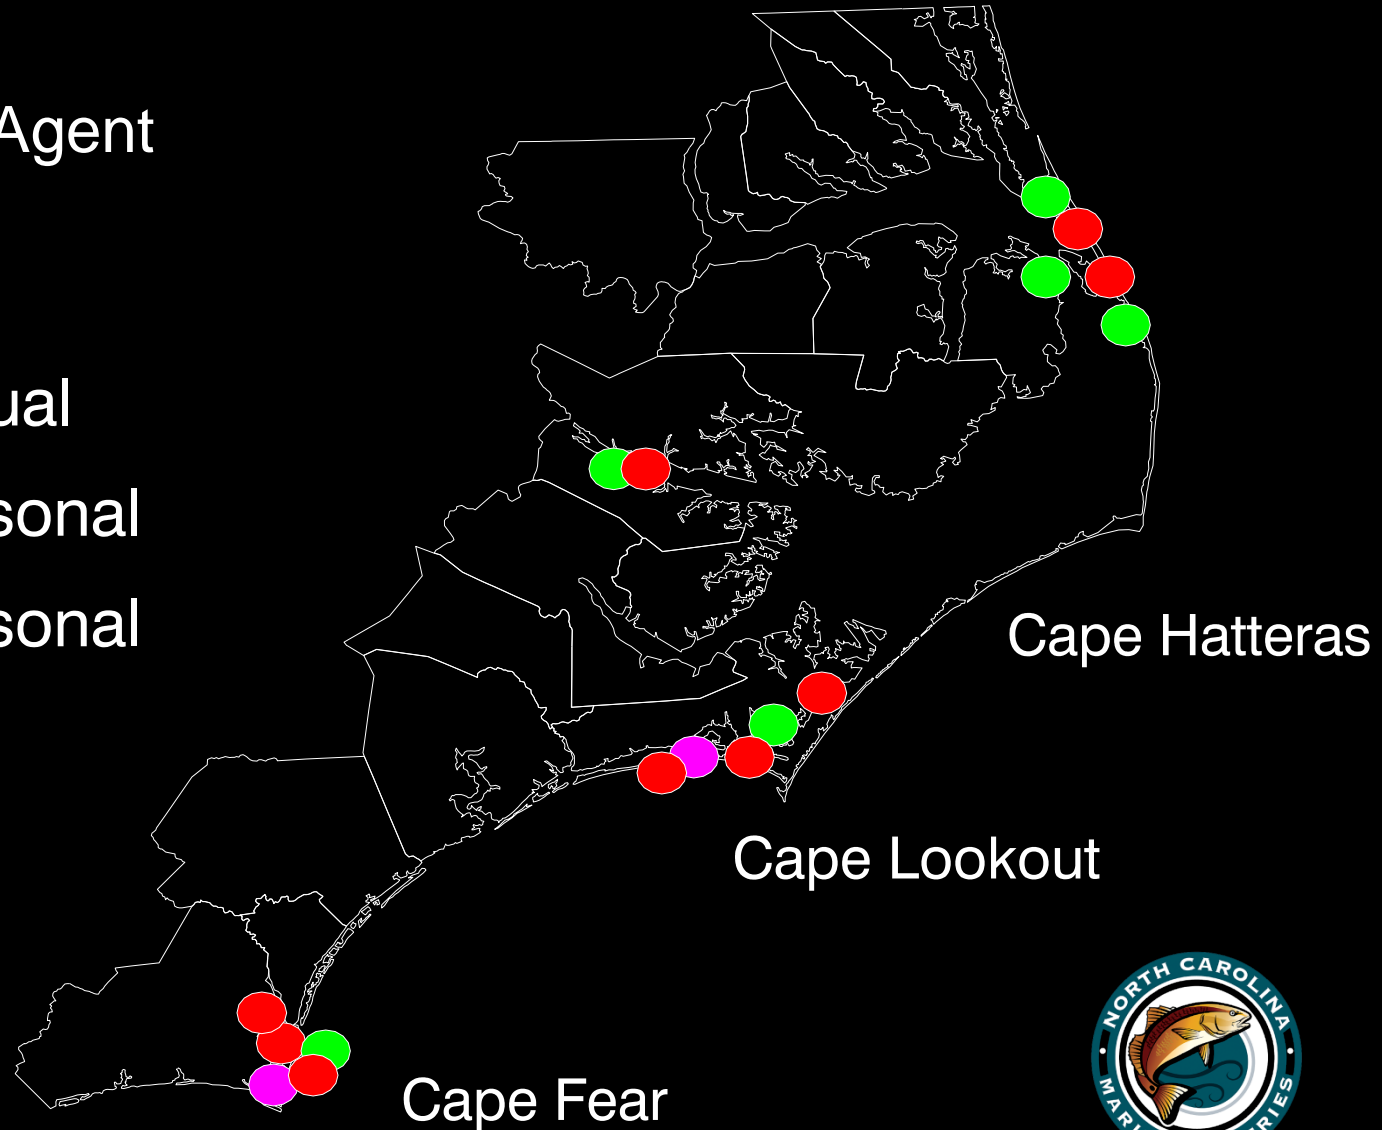 Agent
ual
sonal
sonal
Cape Hatteras
Cape Lookout
Cape Fear
NORTH CAROLINA